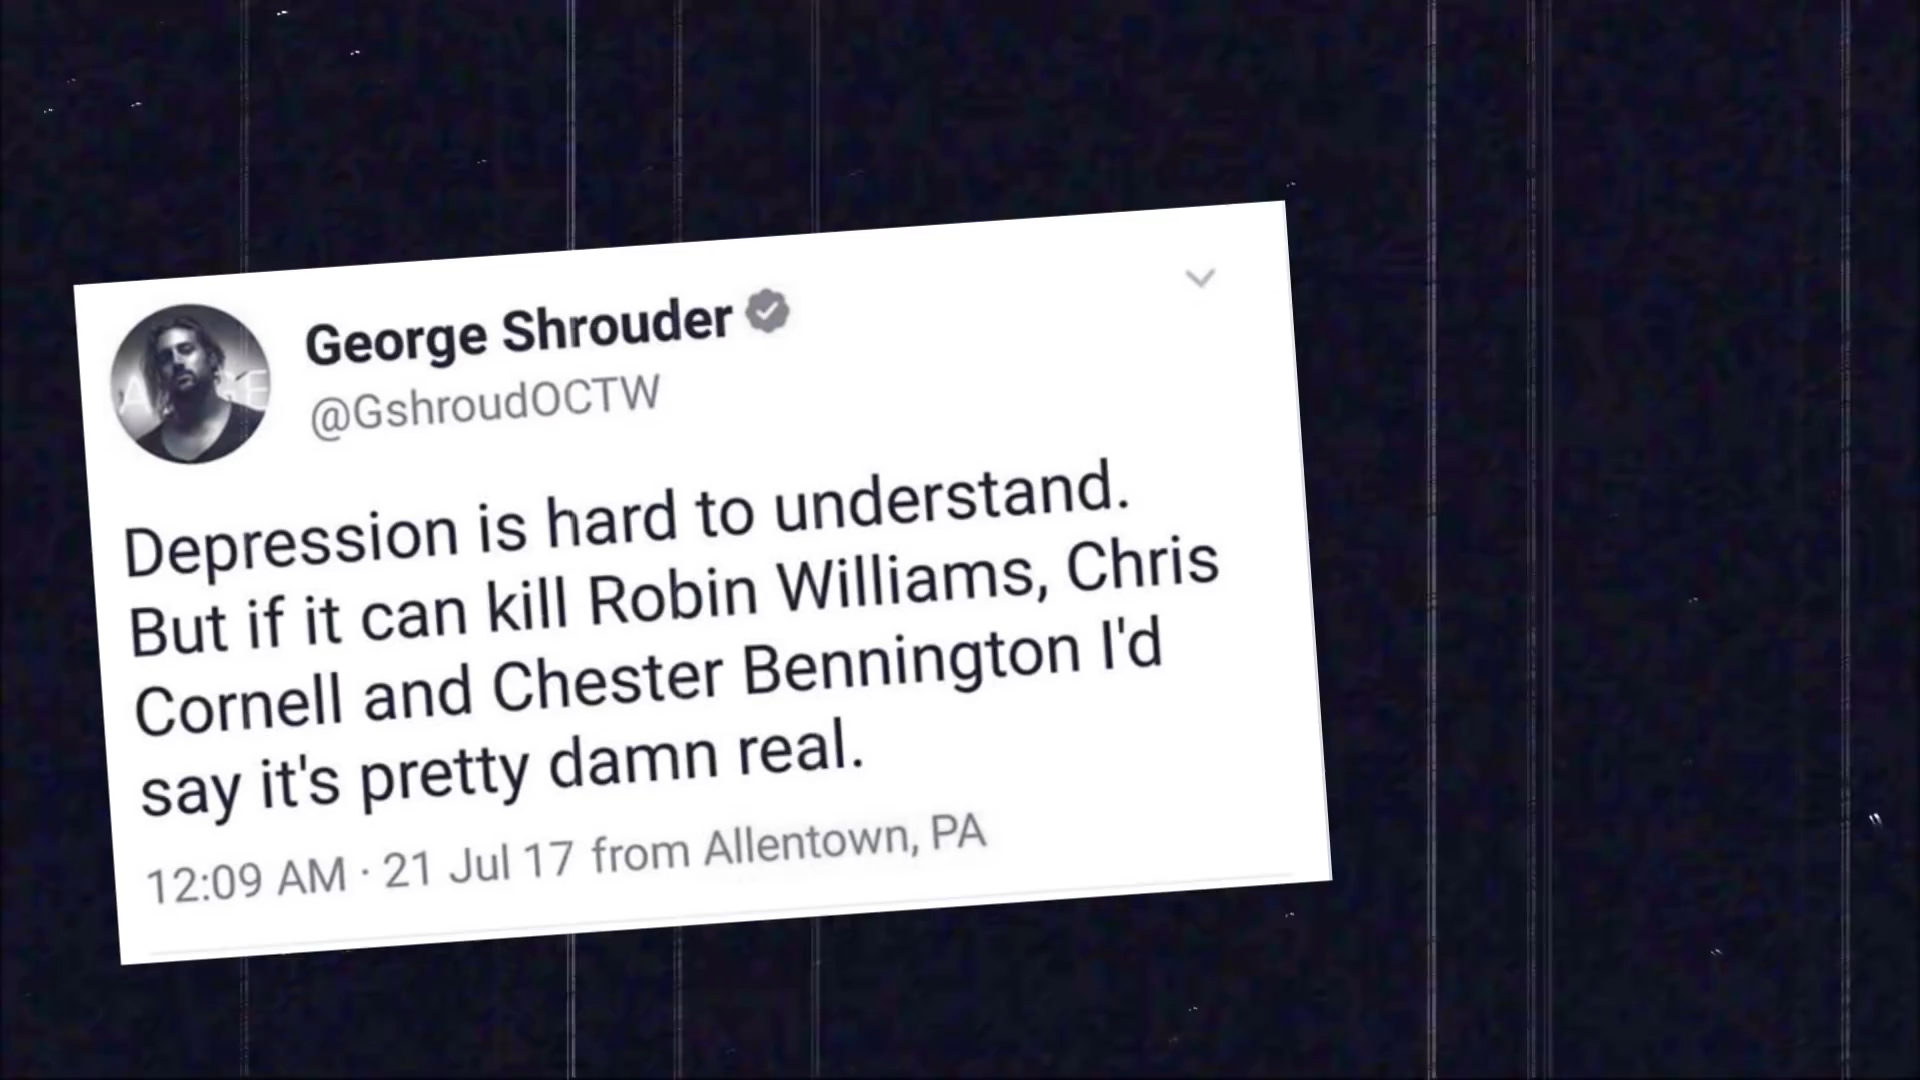 George Shrouder
@GshroudOCTW
Depression is hard to understand.
But if it can kill Robin Williams, Chris
Cornell and Chester Bennington I'd
say it's pretty damn real.
12:09 AM · 21 Jul 17 from Allentown, PA